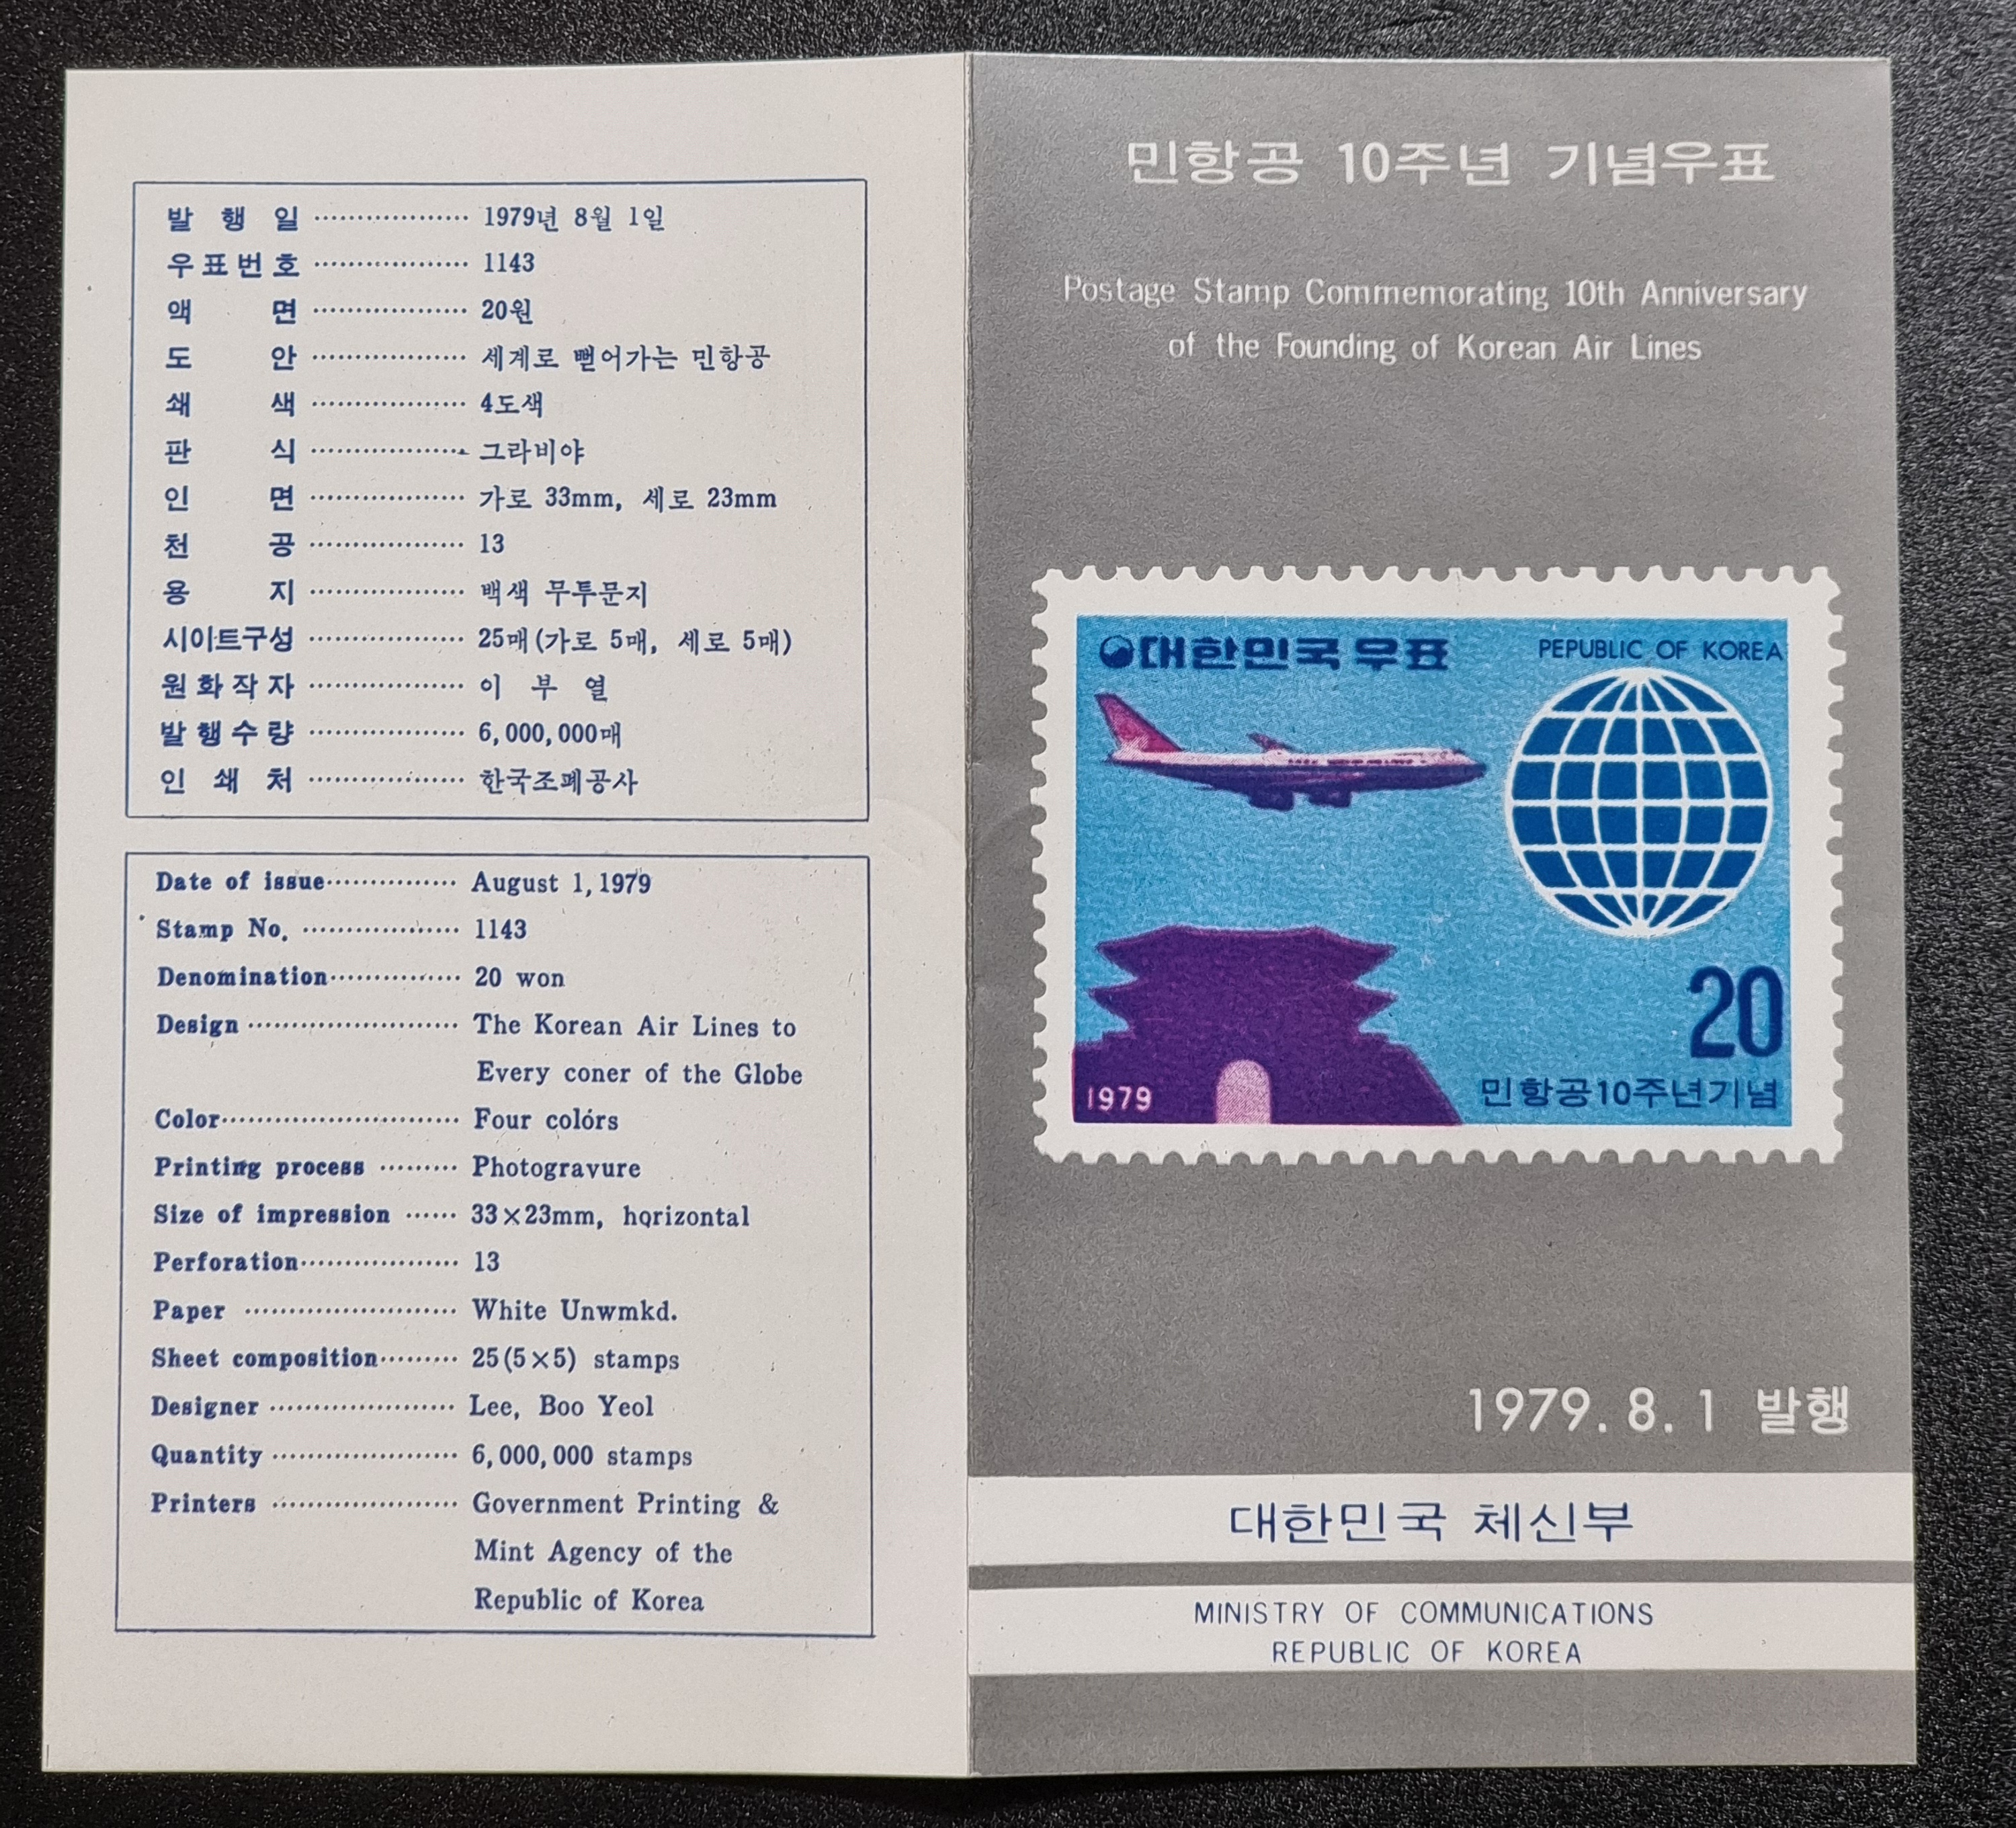 발 행 일 ·················· 1979년 8월 1일
우표번호 ·················· 1143
액 면 ·················· 20원
도 안 ·················· 세계로 뻗어가는 민항공
쇄 색 ·················· 4도색
판 식 ·················· 그라비야
인 면 ·················· 가로 33mm, 세로 23mm
천 공 ·················· 13
용 지 ·················· 백색 무투문지
시이트구성 ·················· 25매(가로 5매, 세로 5매)
원화작자 ·················· 이 부 열
발행수량 ·················· 6,000,000매
인 쇄 처 ·················· 한국조폐공사
Date of issue··············· August 1, 1979
Stamp No. ·················· 1143
Denomination··············· 20 won
Design ························ The Korean Air Lines to
Every coner of the Globe
Color··························· Four colórs
Printing process ········· Photogravure
Size of impression ······ 33×23mm, horizontal
Perforation·················· 13
Paper ························ White Unwmkd.
Sheet composition········· 25(5×5) stamps
Designer ····················· Lee, Boo Yeol
Quantity ····················· 6,000,000 stamps
Printers ····················· Government Printing &
Mint Agency of the
Republic of Korea
민항공 10주년 기념우표
Postage Stamp Commemorating 10th Anniversary
of the Founding of Korean Air Lines
대한민국우표 PEPUBLIC OF KOREA
20
1979 민항공10주년기념
1979. 8. 1 발행
대한민국 체신부
MINISTRY OF COMMUNICATIONS
REPUBLIC OF KOREA